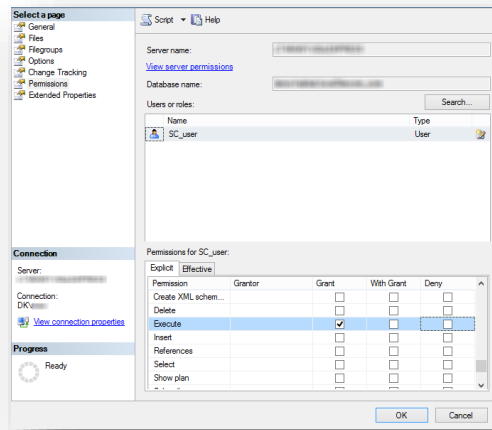 Select a page
General
Files
Filegroups
Options
Change Tracking
Permissions
Extended Properties
Script Help
Server name:
View server permissions
Database name:
Users or roles:
Search...
Name Type
SC_user User
Connection
Server:
Connection:
DK\
View connection properties
Progress
Ready
Permissions for SC_user:
Explicit Effective
Permission Grantor Grant With Grant Deny
Create XML schem...
Delete
Execute
Insert
References
Select
Show plan
OK Cancel